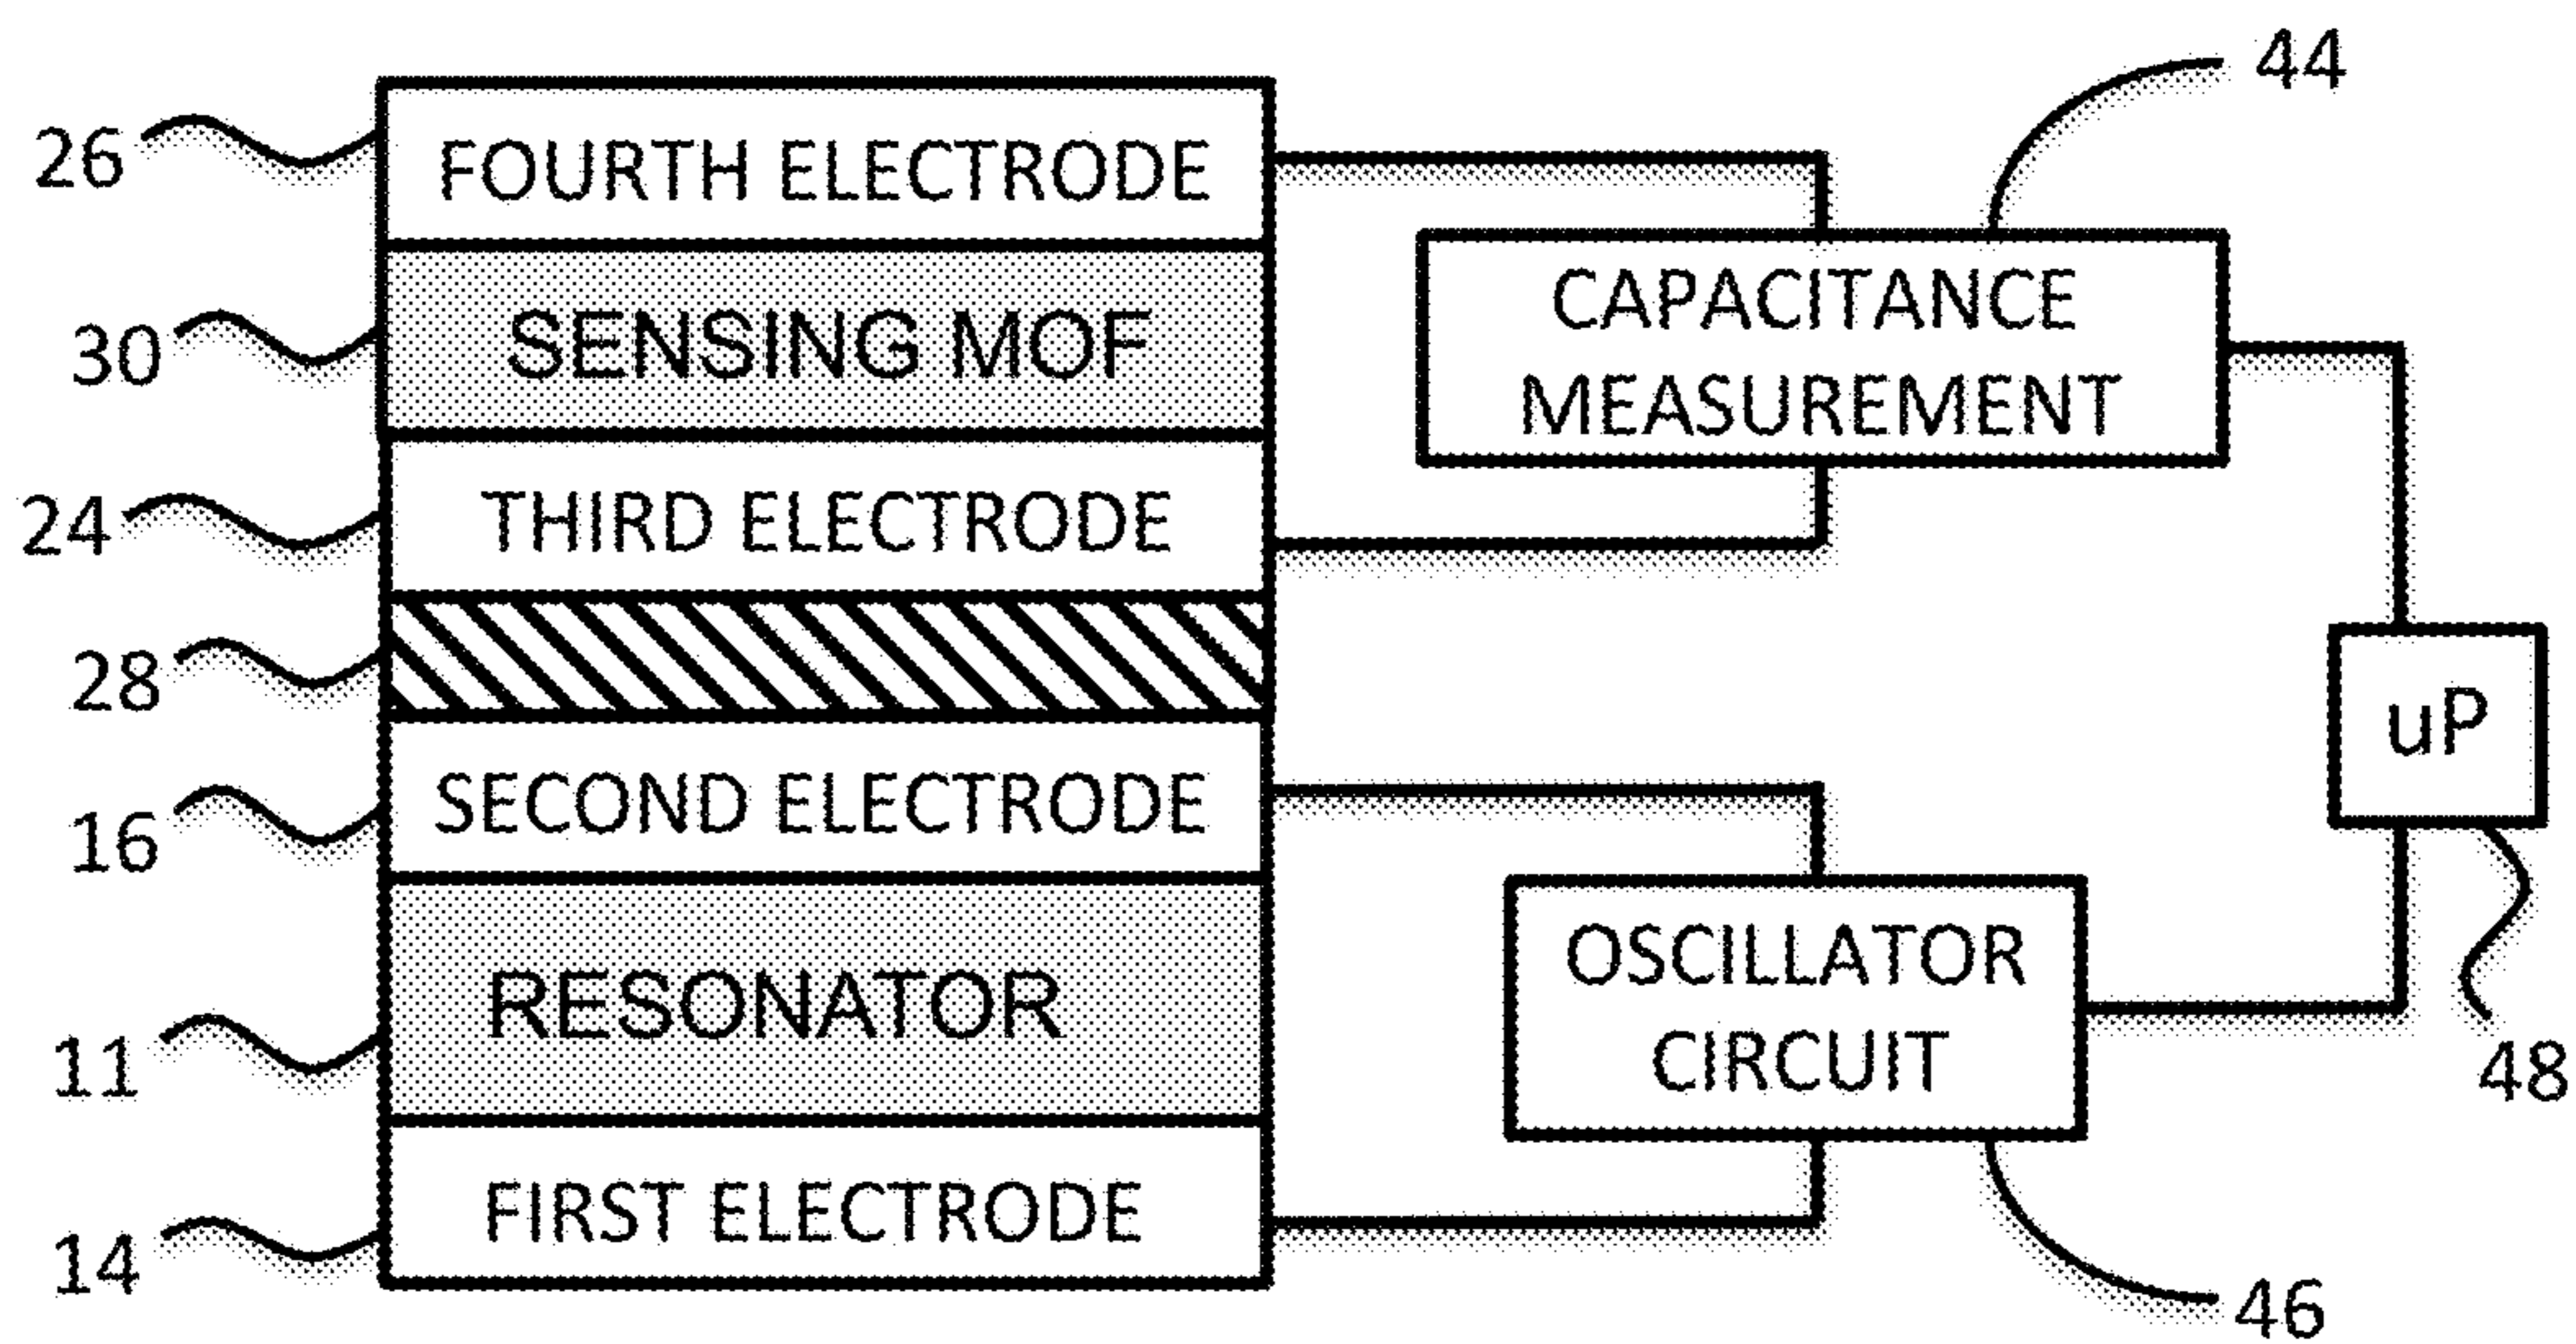 26
FOURTH ELECTRODE
44
30
SENSING MOF
CAPACITANCE
MEASUREMENT
24
THIRD ELECTRODE
28
uP
16
SECOND ELECTRODE
11
RESONATOR
OSCILLATOR
CIRCUIT
48
14
FIRST ELECTRODE
46